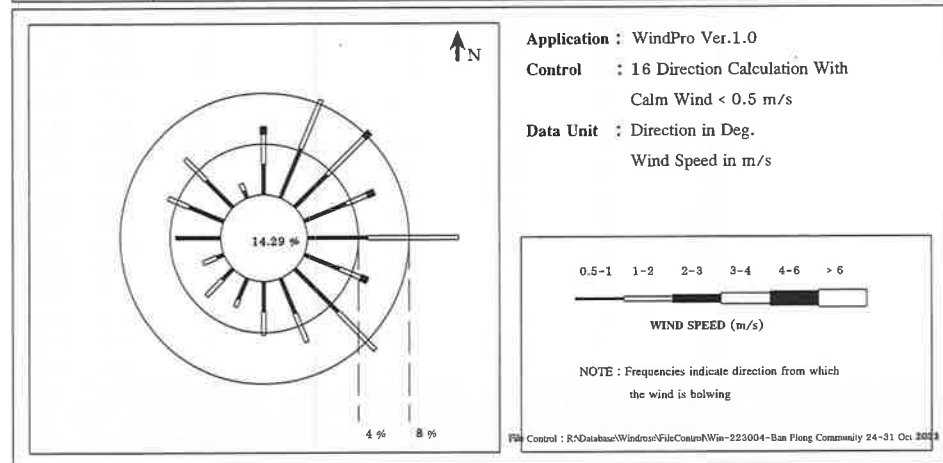 N
14.29 %
4 %
8 %
Application : WindPro Ver.1.0
Control : 16 Direction Calculation With
Calm Wind < 0.5 m/s
Data Unit : Direction in Deg.
Wind Speed in m/s
0.5-1 1-2 2-3 3-4 4-6 > 6
WIND SPEED (m/s)
NOTE : Frequencies indicate direction from which
the wind is bolwing
File Control : R:\Database\Windrose\FileControl\Win-223004-Ban Plong Community 24-31 Oct 2023